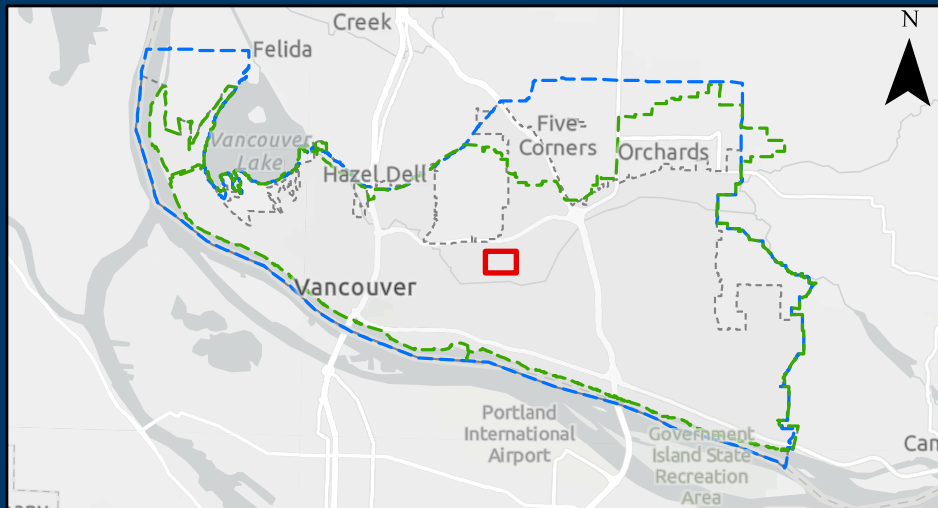 N
Creek
Felida
Vancouver
Lake
Five-
Corners
Orchards
Hazel Dell
Vancouver
Portland
International
Airport
Government
Island State
Recreation
Area
Cam